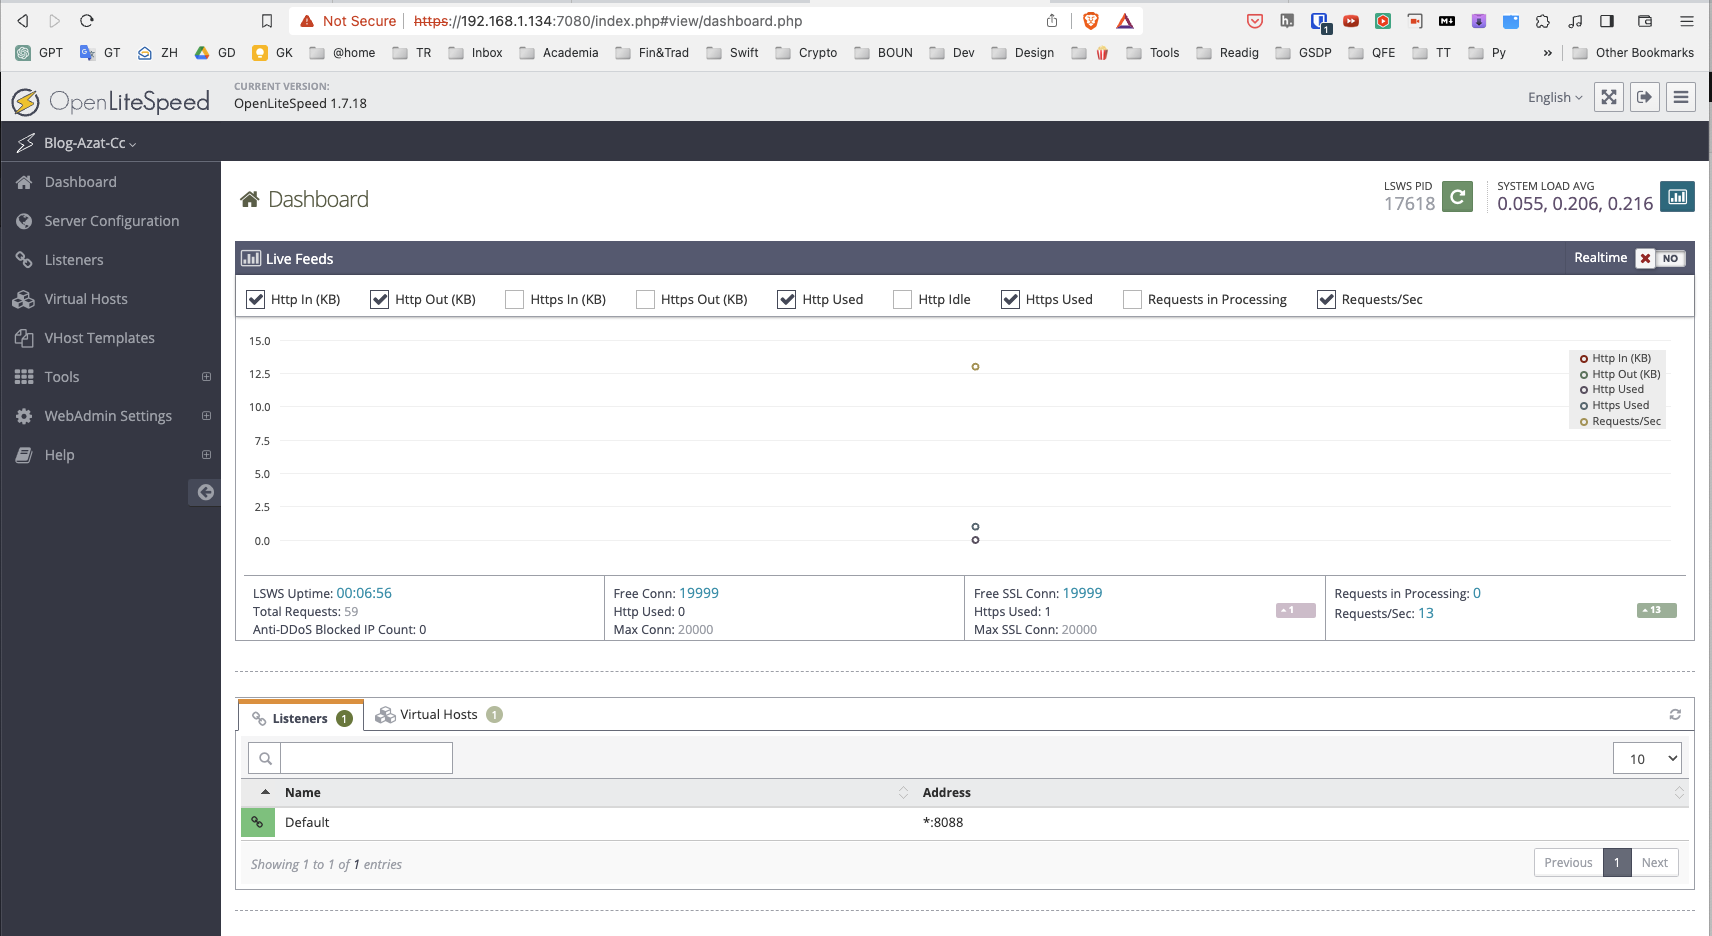 Not Secure https://192.168.1.134:7080/index.php#view/dashboard.php
GPT GT ZH GD GK @home TR Inbox Academia Fin&Trad Swift Crypto BOUN Dev Design Tools Readig GSDP QFE TT Py » Other Bookmarks
OpenLiteSpeed
CURRENT VERSION:
OpenLiteSpeed 1.7.18
English
Blog-Azat-Cc
Dashboard
Server Configuration
Listeners
Virtual Hosts
VHost Templates
Tools
WebAdmin Settings
Help
Dashboard
LSWS PID
17618
SYSTEM LOAD AVG
0.055, 0.206, 0.216
Live Feeds
Realtime NO
Http In (KB) Http Out (KB) Https In (KB) Https Out (KB) Http Used Http Idle Https Used Requests in Processing Requests/Sec
15.0
12.5
10.0
7.5
5.0
2.5
0.0
Http In (KB)
Http Out (KB)
Http Used
Https Used
Requests/Sec
LSWS Uptime: 00:06:56
Total Requests: 59
Anti-DDoS Blocked IP Count: 0
Free Conn: 19999
Http Used: 0
Max Conn: 20000
Free SSL Conn: 19999
Https Used: 1
1
Max SSL Conn: 20000
Requests in Processing: 0
Requests/Sec: 13
13
Listeners 1
Virtual Hosts 1
10
Name Address
Default *:8088
Showing 1 to 1 of 1 entries
Previous 1 Next